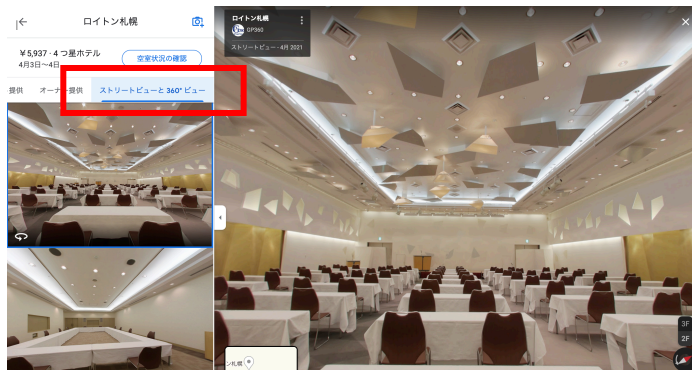 ロイトン札幌
￥5,937 · 4 つ星ホテル
4月3日～4日
空室状況の確認
提供
オーナー提供
ストリートビューと 360° ビュー
ロイトン札幌
GP360
ストリートビュー - 4月 2021
3F
2F
ン札幌